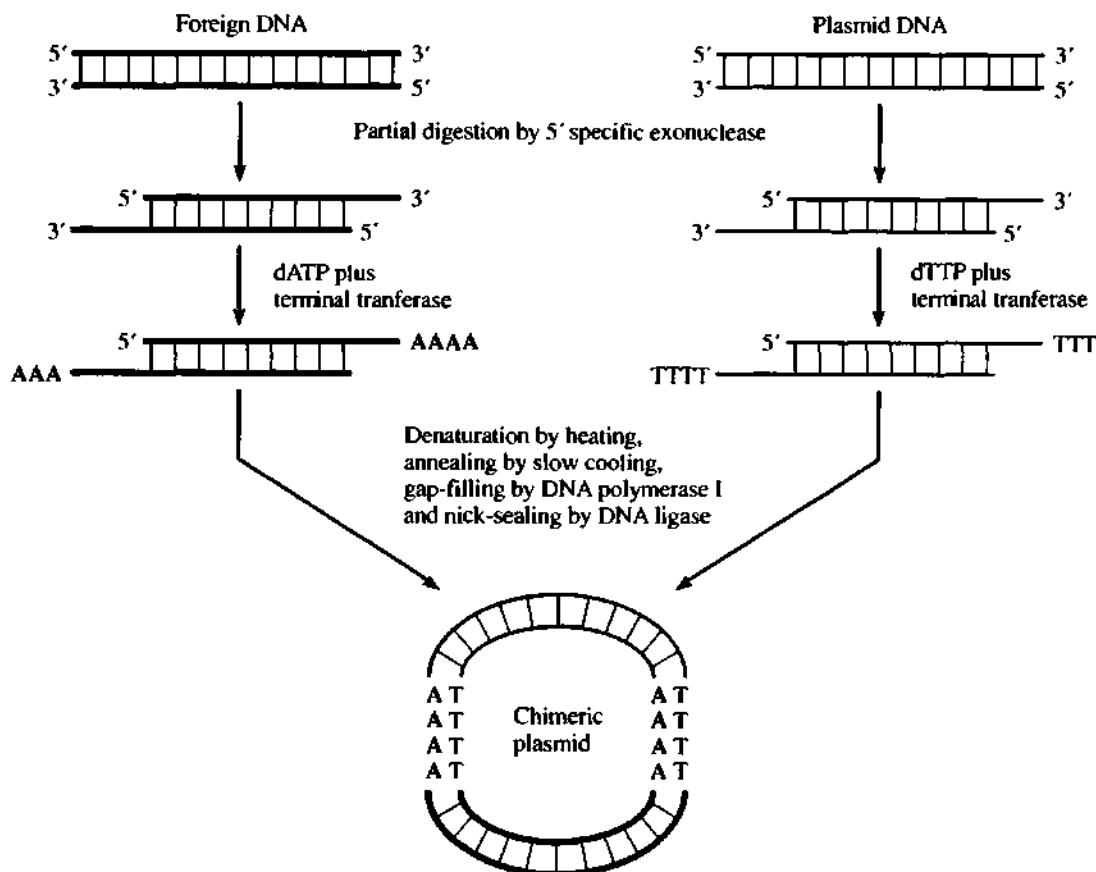 Foreign DNA
Plasmid DNA
5′ 3′
3′ 5′
5′ 3′
3′ 5′
Partial digestion by 5′ specific exonuclease
5′ 3′
3′ 5′
5′ 3′
3′ 5′
dATP plus
terminal tranferase
dTTP plus
terminal tranferase
5′ AAAA
AAA
5′ TTT
TTTT
Denaturation by heating,
annealing by slow cooling,
gap-filling by DNA polymerase I
and nick-sealing by DNA ligase
A T A T
A T A T
A T A T
A T A T
Chimeric
plasmid